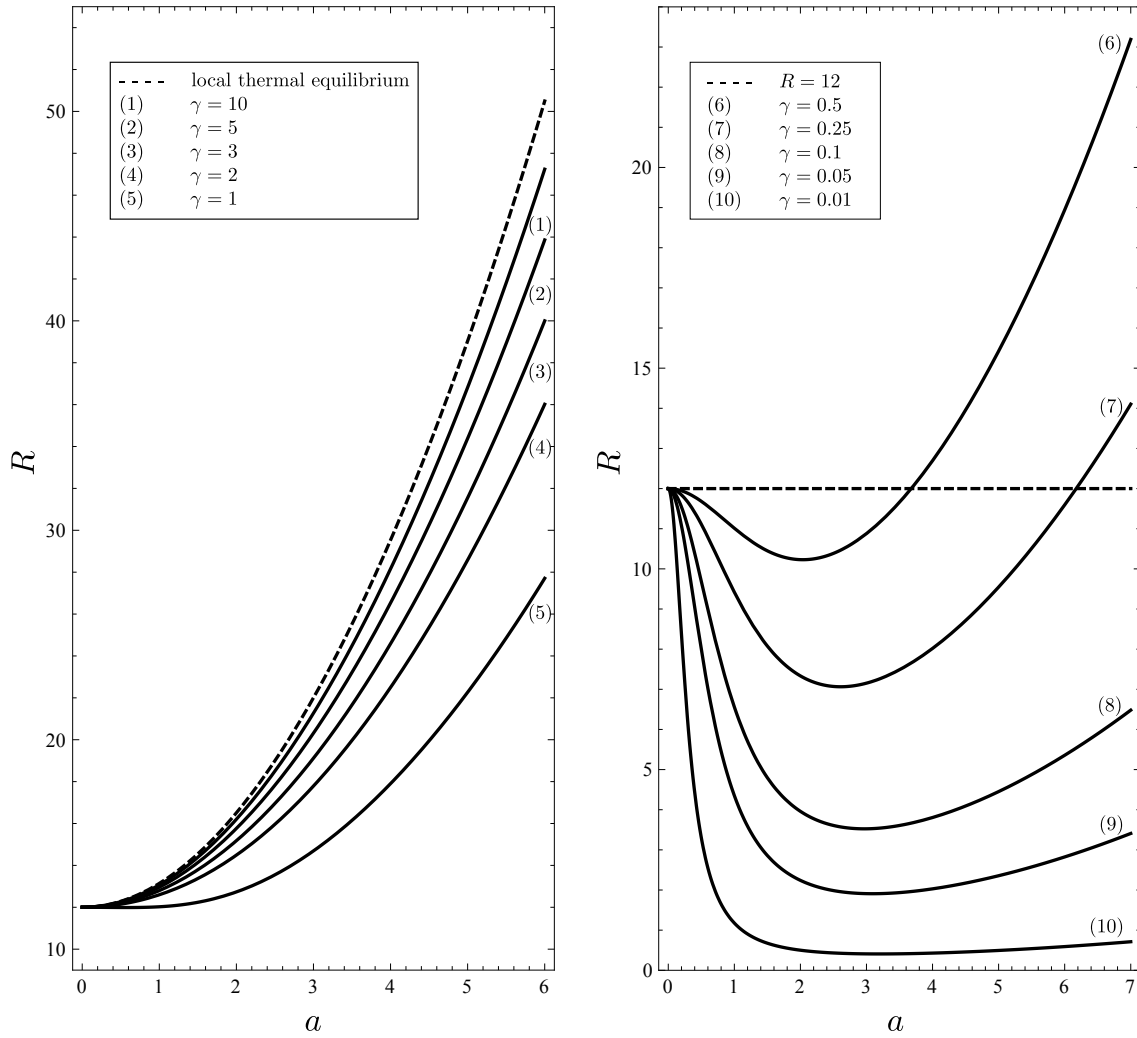 local thermal equilibrium
(1) γ = 10
(2) γ = 5
(3) γ = 3
(4) γ = 2
(5) γ = 1
50
40
30
20
10
R
(1)
(2)
(3)
(4)
(5)
0 1 2 3 4 5 6
a
R = 12
(6) γ = 0.5
(7) γ = 0.25
(8) γ = 0.1
(9) γ = 0.05
(10) γ = 0.01
20
15
10
5
0
R
(6)
(7)
(8)
(9)
(10)
0 1 2 3 4 5 6 7
a